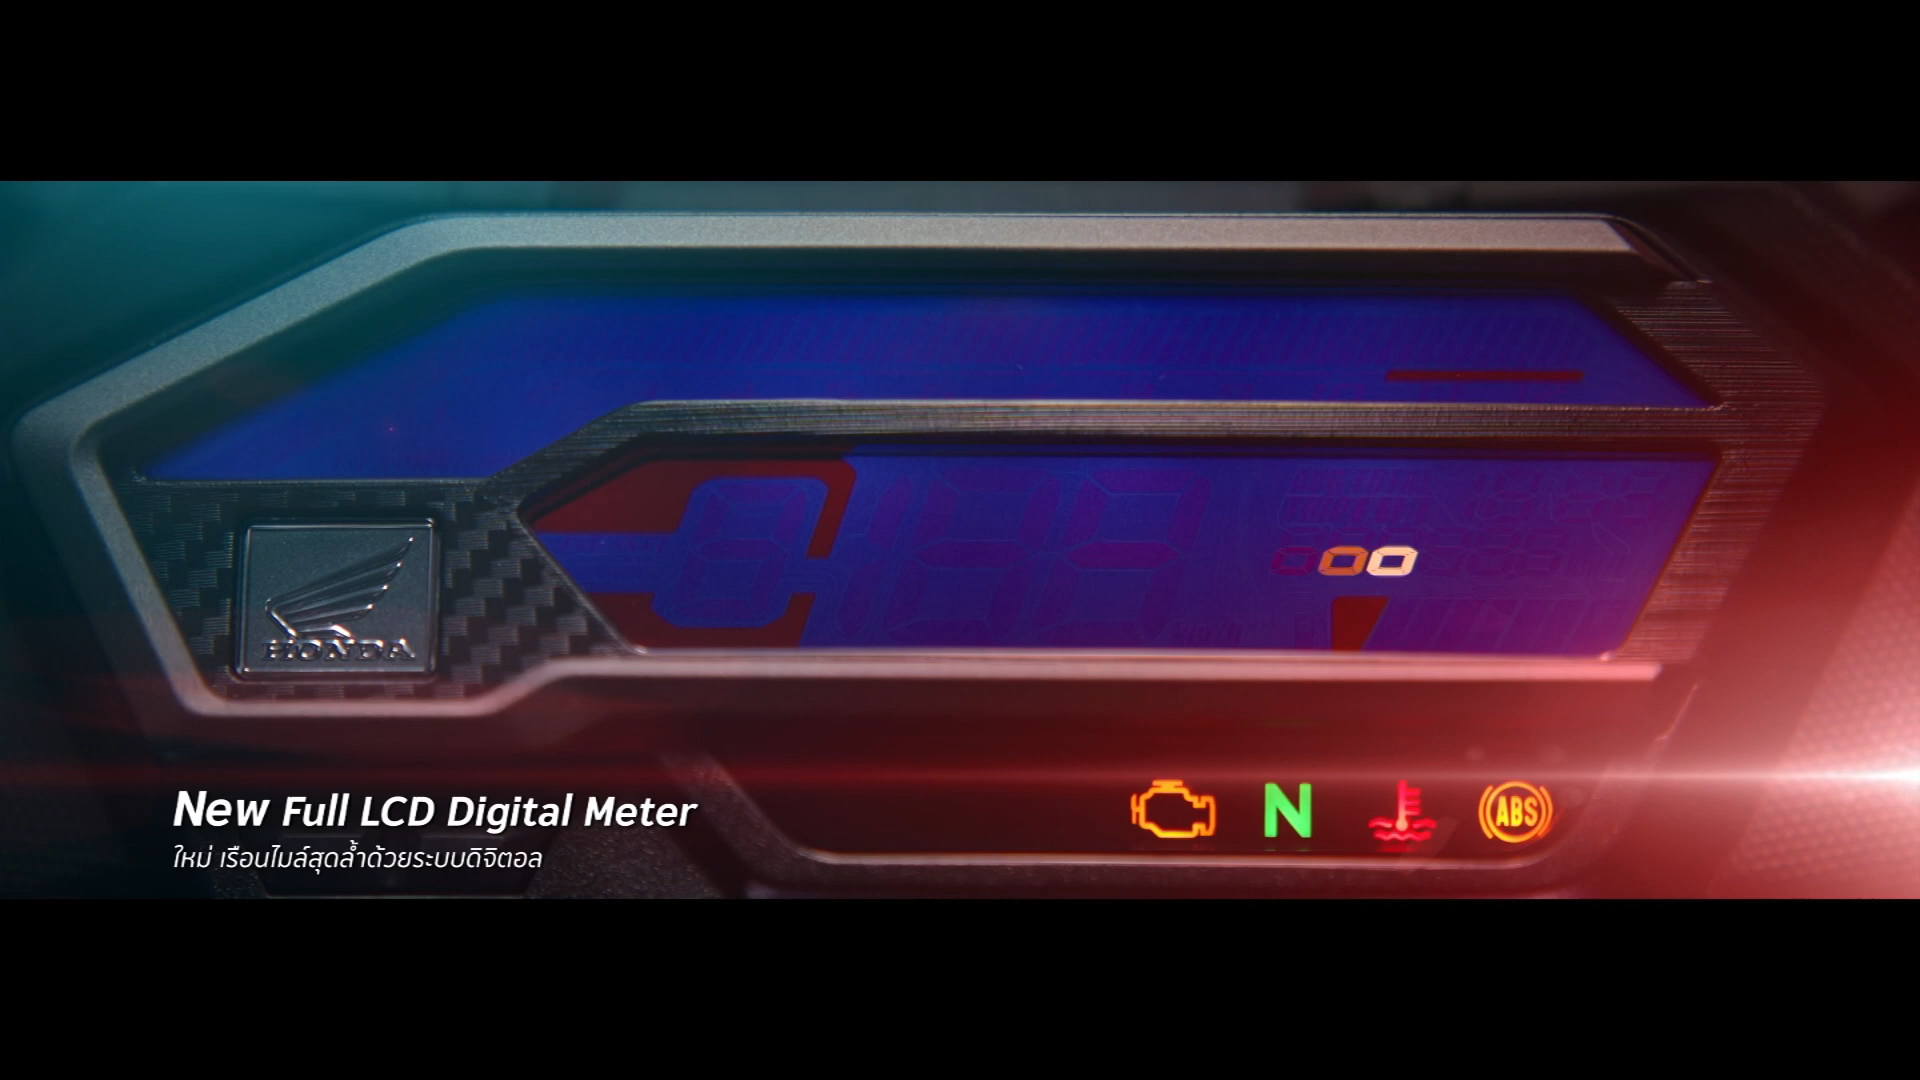 00
HONDA
N
ABS
New Full LCD Digital Meter
ใหม่ เรือนไมล์สุดล้ำด้วยระบบดิจิตอล